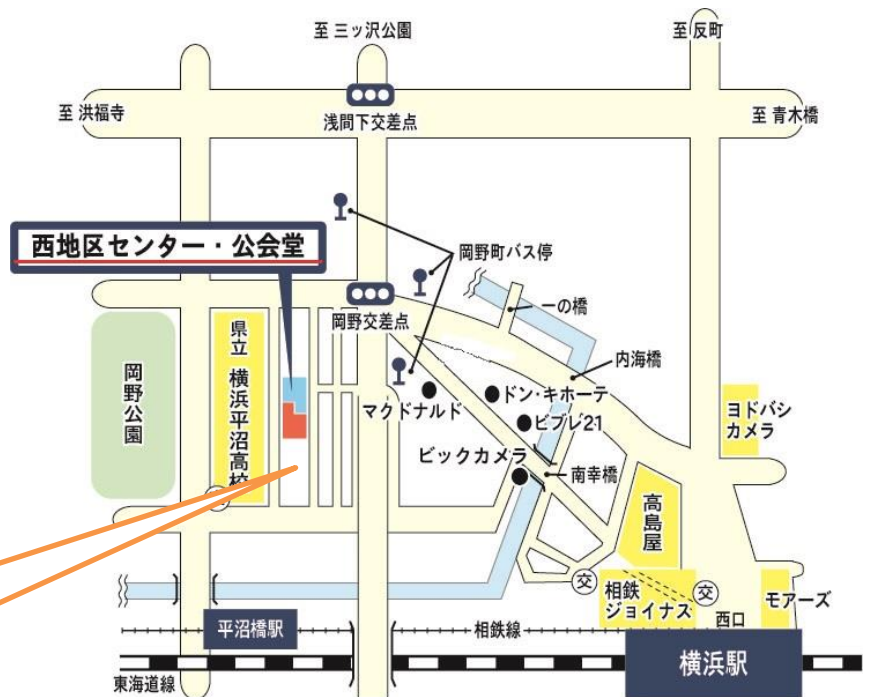 至 三ッ沢公園
至 反町
至 洪福寺
浅間下交差点
至 青木橋
西地区センター・公会堂
岡野町バス停
一の橋
岡野交差点
内海橋
岡野公園
県立 横浜平沼高校
マクドナルド
ドン・キホーテ
ビブレ21
ヨドバシ
カメラ
ビックカメラ
南幸橋
高島屋
交
相鉄
ジョイナス
交
西口
モアーズ
平沼橋駅
相鉄線
横浜駅
東海道線